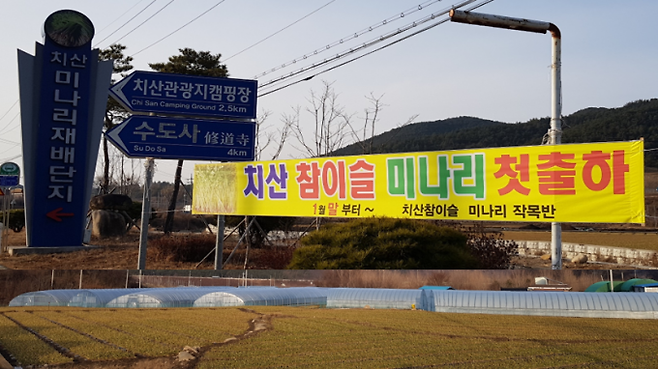 치산 미나리재배단지
치산관광지캠핑장
Chi San Camping Ground 2.5km
수도사 修道寺
Su Do Sa 4km
치산 참이슬 미나리 첫출하
1월 말 부터 ~ 치산참이슬 미나리 작목반